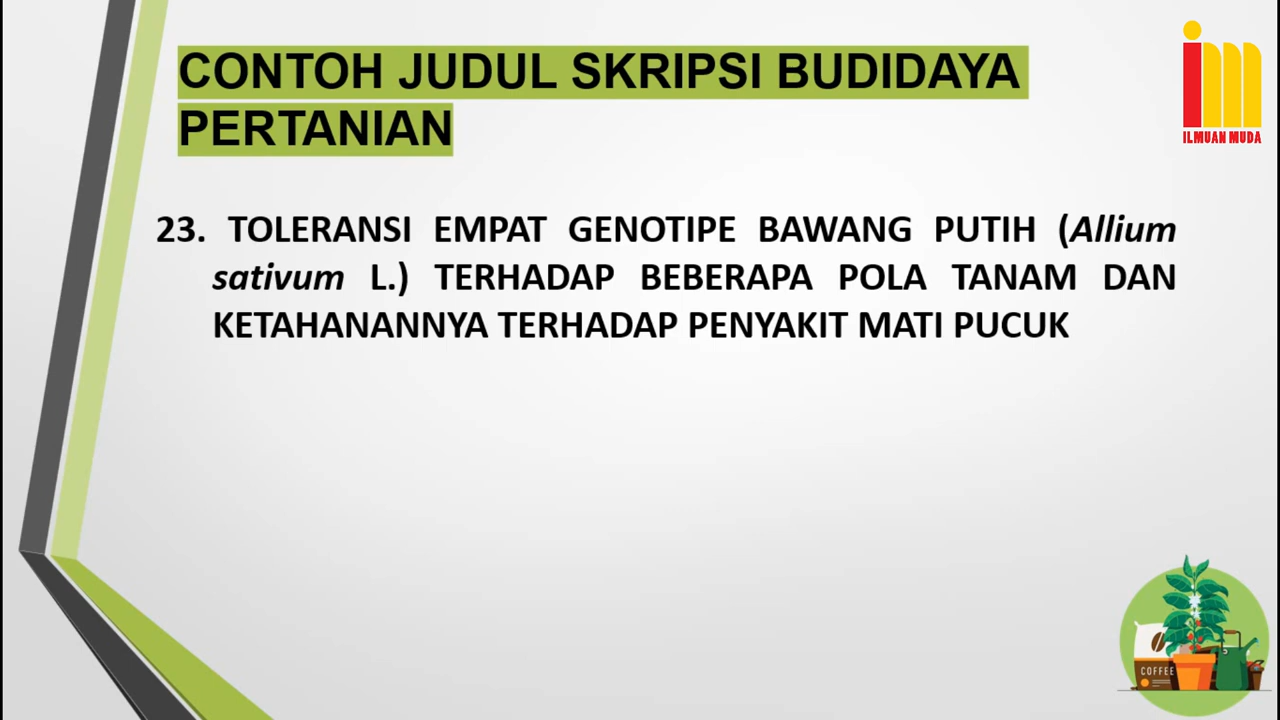 CONTOH JUDUL SKRIPSI BUDIDAYA
PERTANIAN
ILMUAN MUDA
23. TOLERANSI EMPAT GENOTIPE BAWANG PUTIH (Allium
sativum L.) TERHADAP BEBERAPA POLA TANAM DAN
KETAHANANNYA TERHADAP PENYAKIT MATI PUCUK
COFFEE